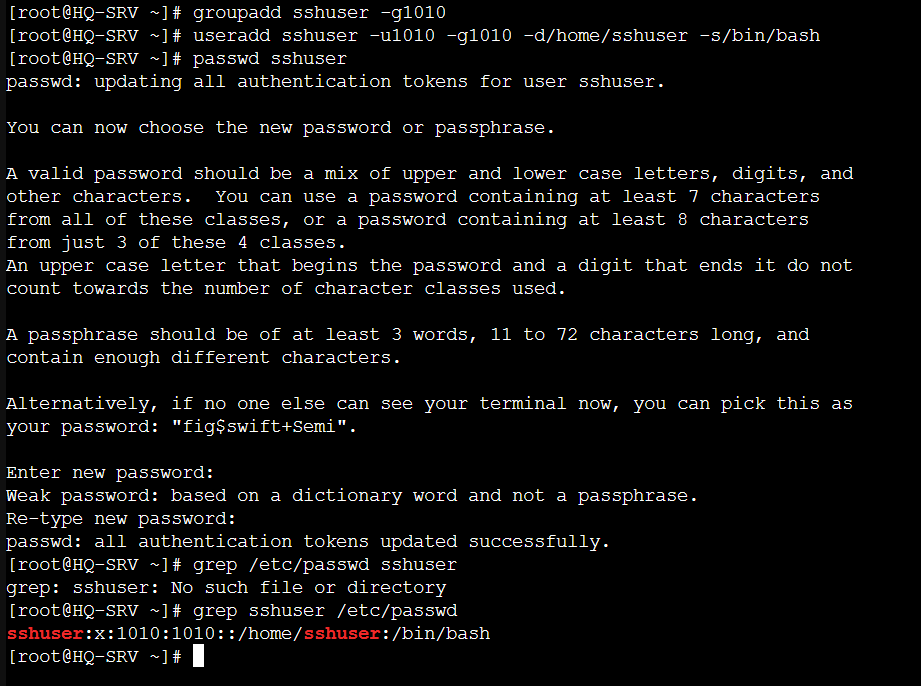 [root@HQ-SRV ~]# groupadd sshuser -g1010
[root@HQ-SRV ~]# useradd sshuser -u1010 -g1010 -d/home/sshuser -s/bin/bash
[root@HQ-SRV ~]# passwd sshuser
passwd: updating all authentication tokens for user sshuser.
You can now choose the new password or passphrase.
A valid password should be a mix of upper and lower case letters, digits, and
other characters.  You can use a password containing at least 7 characters
from all of these classes, or a password containing at least 8 characters
from just 3 of these 4 classes.
An upper case letter that begins the password and a digit that ends it do not
count towards the number of character classes used.
A passphrase should be of at least 3 words, 11 to 72 characters long, and
contain enough different characters.
Alternatively, if no one else can see your terminal now, you can pick this as
your password: "fig$swift+Semi".
Enter new password:
Weak password: based on a dictionary word and not a passphrase.
Re-type new password:
passwd: all authentication tokens updated successfully.
[root@HQ-SRV ~]# grep /etc/passwd sshuser
grep: sshuser: No such file or directory
[root@HQ-SRV ~]# grep sshuser /etc/passwd
sshuser:x:1010:1010::/home/sshuser:/bin/bash
[root@HQ-SRV ~]#